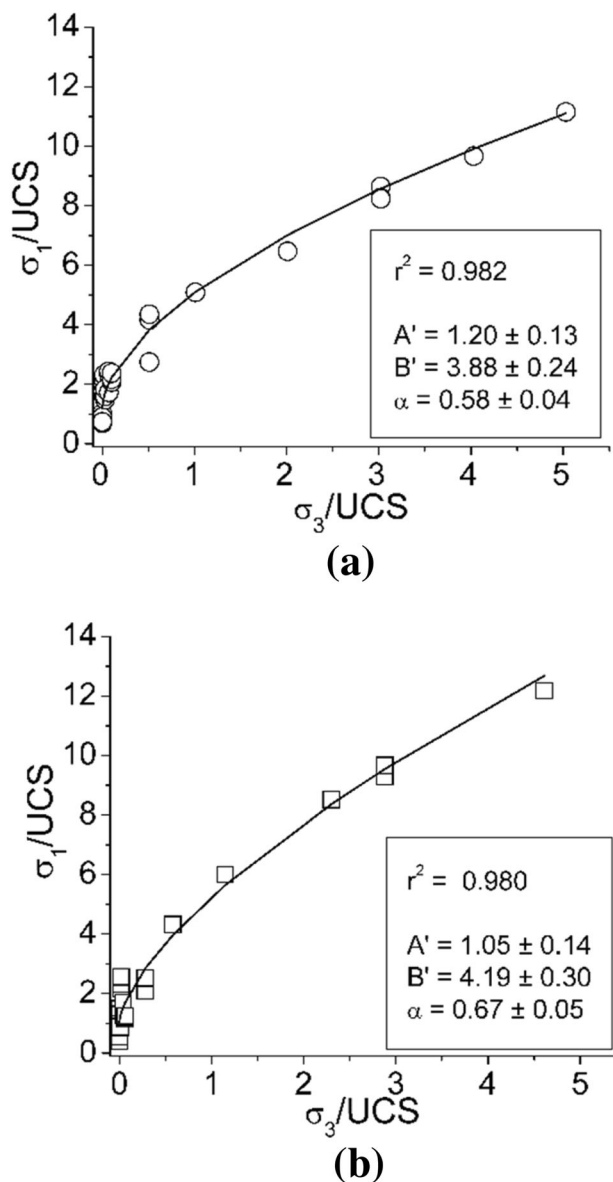 14
12
10
8
6
4
2
0
σ₁/UCS
r² = 0.982
A' = 1.20 ± 0.13
B' = 3.88 ± 0.24
α = 0.58 ± 0.04
0 1 2 3 4 5
σ₃/UCS
(a)
14
12
10
8
6
4
2
0
σ₁/UCS
r² = 0.980
A' = 1.05 ± 0.14
B' = 4.19 ± 0.30
α = 0.67 ± 0.05
0 1 2 3 4 5
σ₃/UCS
(b)